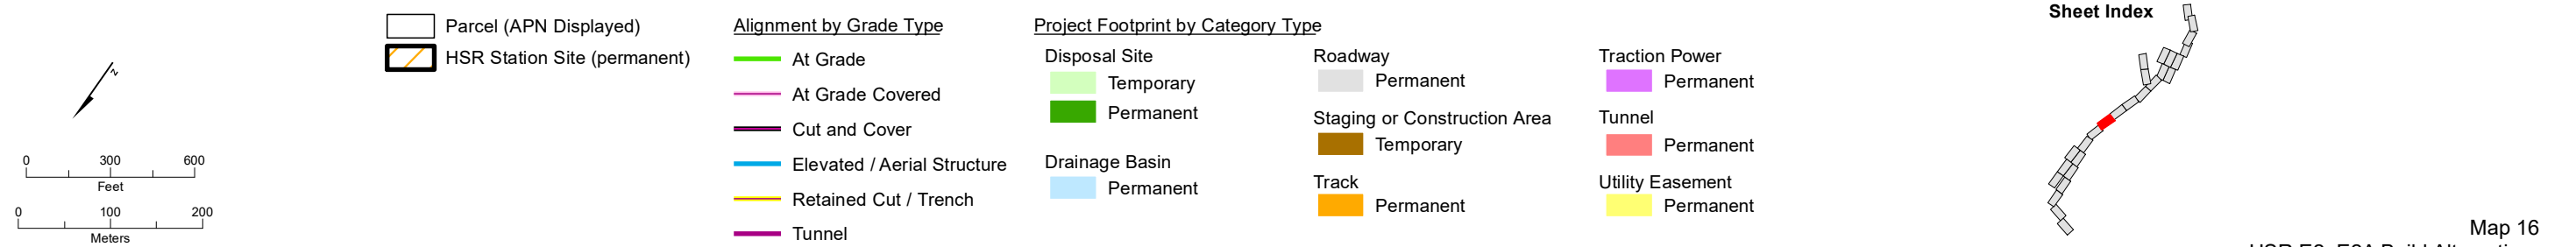 N
0 300 600
Feet
0 100 200
Meters
Parcel (APN Displayed)
HSR Station Site (permanent)
Alignment by Grade Type
At Grade
At Grade Covered
Cut and Cover
Elevated / Aerial Structure
Retained Cut / Trench
Tunnel
Project Footprint by Category Type
Disposal Site
Temporary
Permanent
Drainage Basin
Permanent
Roadway
Permanent
Staging or Construction Area
Temporary
Track
Permanent
Traction Power
Permanent
Tunnel
Permanent
Utility Easement
Permanent
Sheet Index
Map 16